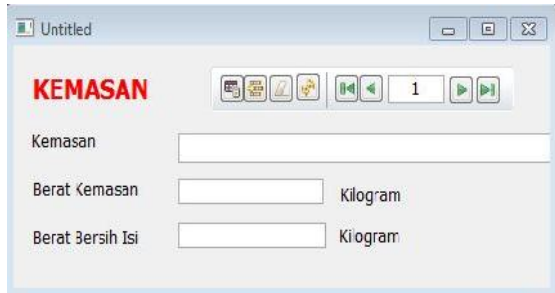 Untitled
KEMASAN 1
Kemasan
Berat Kemasan Kilogram
Berat Bersih Isi Kilogram